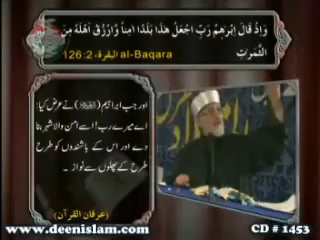 وَإِذْ قَالَ إِبْرٰهِيمُ رَبِّ اجْعَلْ هٰذَا بَلَدًا آمِنًا وَّارْزُقْ أَهْلَهُ مِنَ
الثَّمَرٰتِ
البقرة، 2:126 al-Baqara
اور جب ابراہیم (علیہ السلام) نے عرض کیا:
اے میرے رب! اسے امن والا شہر بنا
دے اور اس کے باشندوں کو طرح
طرح کے پھلوں سے نواز ۔
(عرفان القرآن)
www.deenislam.com
CD # 1453